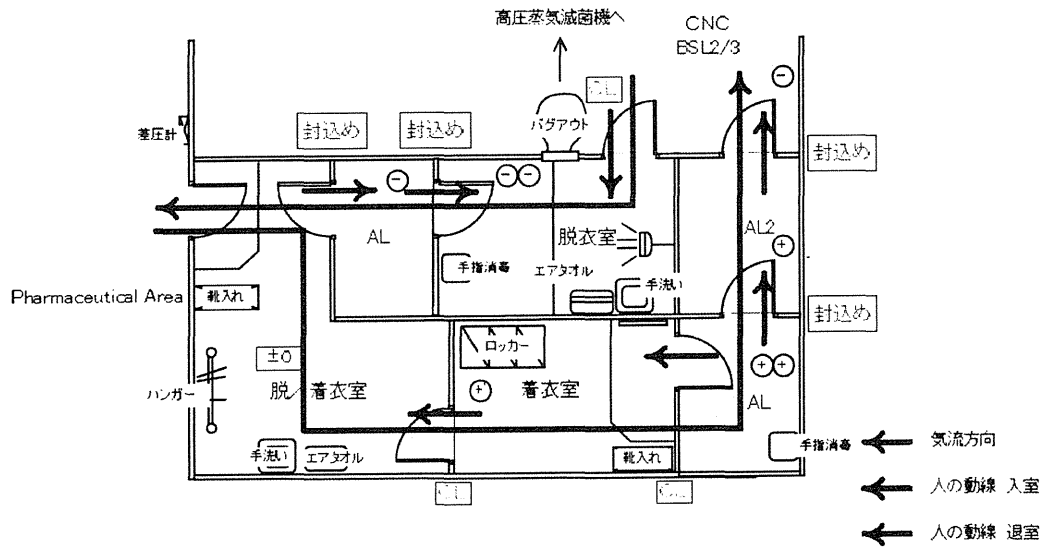 高圧蒸気滅菌機へ
CNC
BSL2/3
バグアウト
差圧計
封込め
封込め
封込め
－
－
－－
AL
脱衣室
AL2
＋
手指消毒
エアタオル
手洗い
Pharmaceutical Area
靴入れ
封込め
±0
ロッカー
＋＋
ハンガー
脱／着衣室
＋
着衣室
AL
手洗い
エアタオル
靴入れ
手指消毒
気流方向
人の動線 入室
人の動線 退室